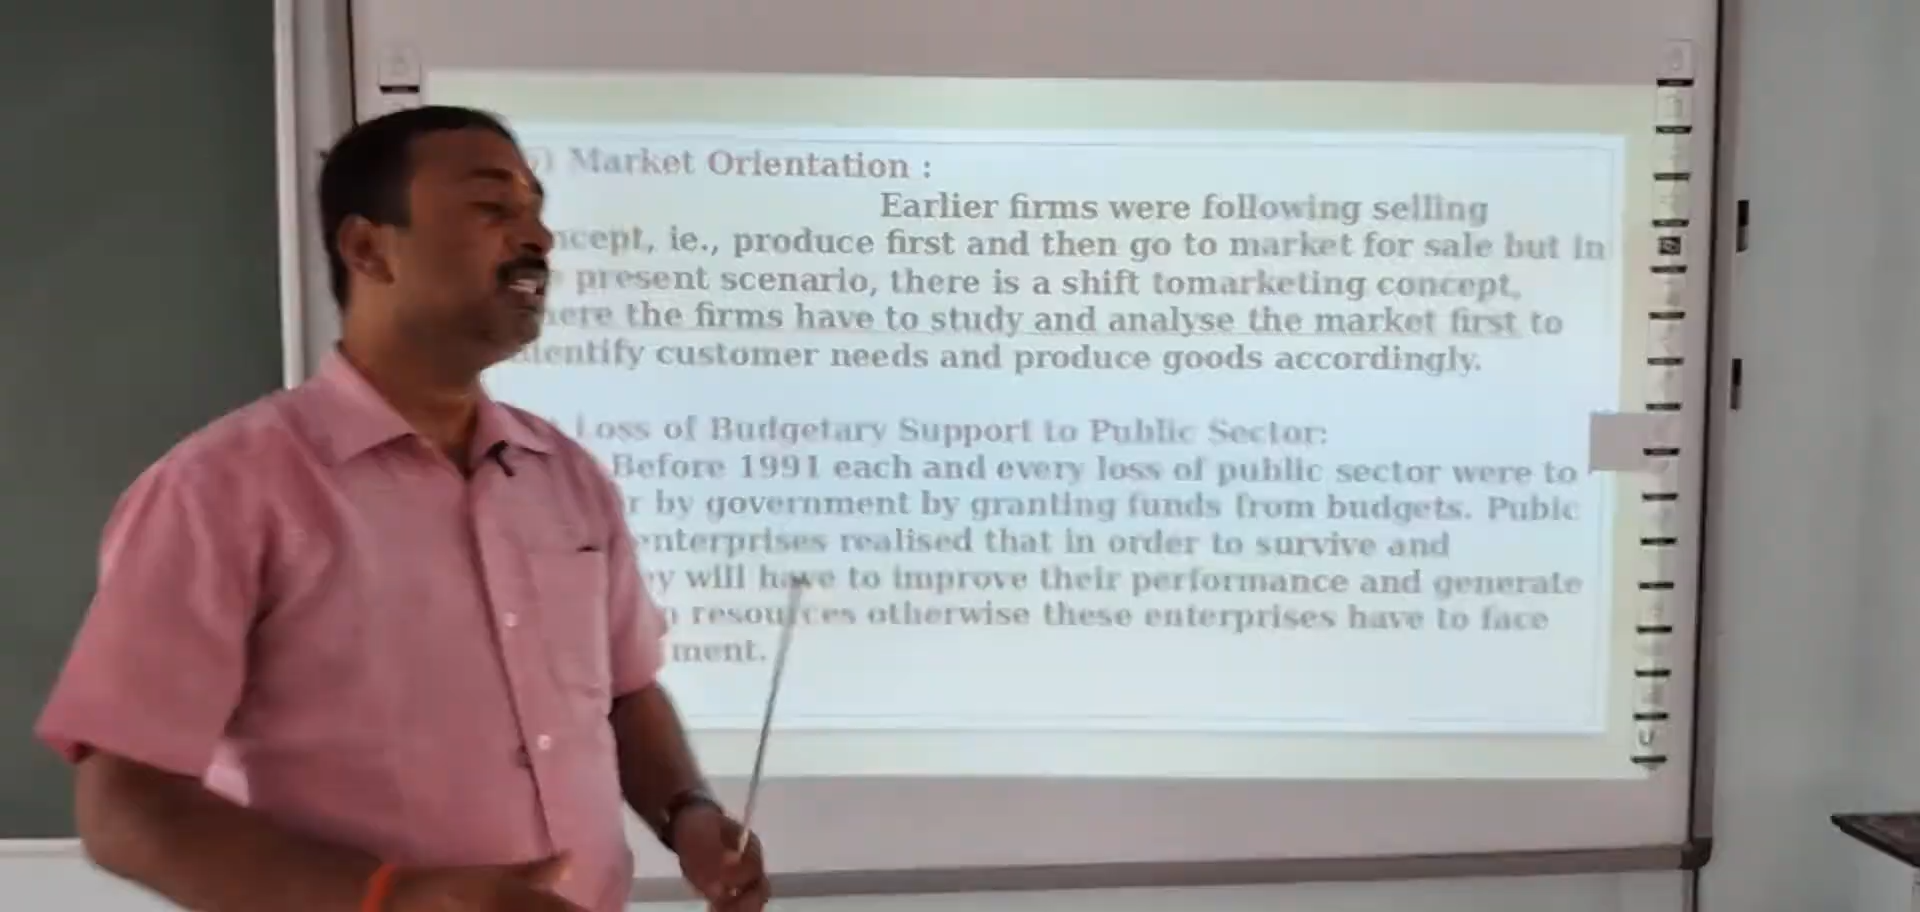 Market Orientation :
Earlier firms were following selling
ie., produce first and then go to market for sale but in
present scenario, there is a shift tomarketing concept,
the firms have to study and analyse the market first to
customer needs and produce goods accordingly.
Loss of Budgetary Support to Public Sector:
Before 1991 each and every loss of public sector were to
by government by granting funds from budgets. Pubic
enterprises realised that in order to survive and
will have to improve their performance and generate
resources otherwise these enterprises have to face
ment.